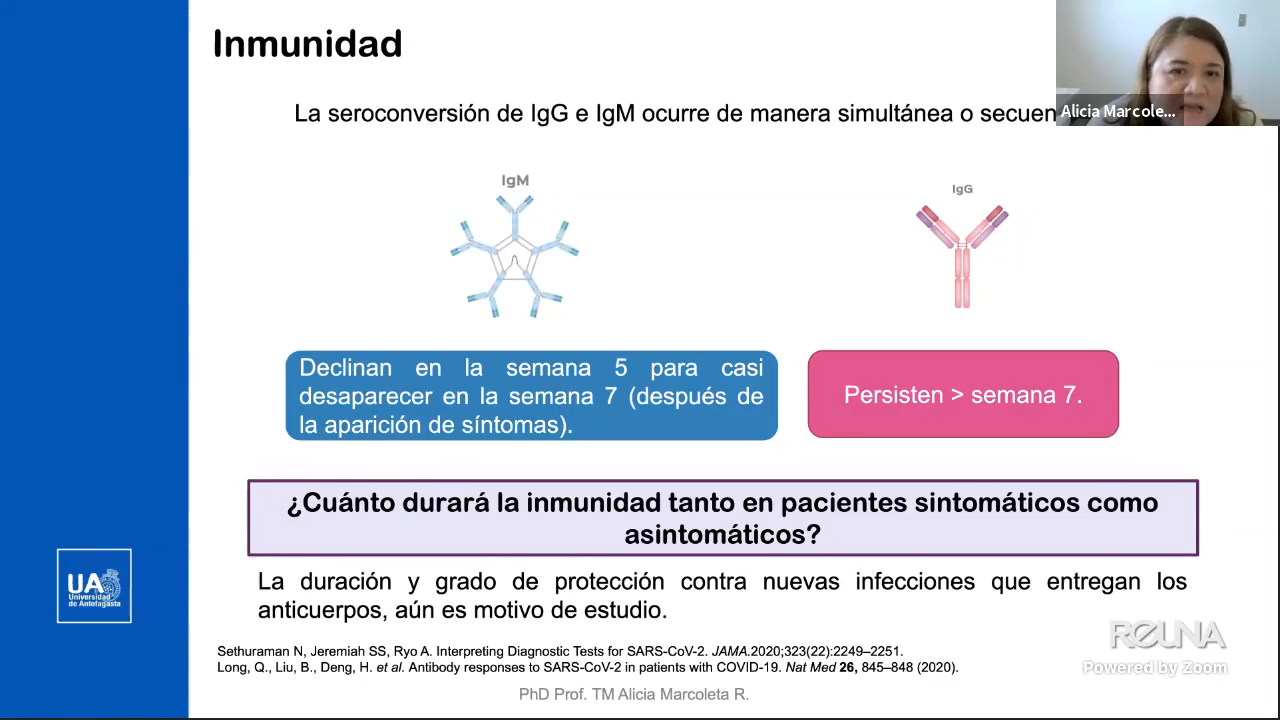 Inmunidad
La seroconversión de IgG e IgM ocurre de manera simultánea o
Alicia Marcole...
IgM
IgG
Declinan en la semana 5 para casi
desaparecer en la semana 7 (después de
la aparición de síntomas).
Persisten > semana 7.
¿Cuánto durará la inmunidad tanto en pacientes sintomáticos como
asintomáticos?
La duración y grado de protección contra nuevas infecciones que entregan los
anticuerpos, aún es motivo de estudio.
UA
Universidad
de Antofagasta
Sethuraman N, Jeremiah SS, Ryo A. Interpreting Diagnostic Tests for SARS-CoV-2. JAMA.2020;323(22):2249–2251.
Long, Q., Liu, B., Deng, H. et al. Antibody responses to SARS-CoV-2 in patients with COVID-19. Nat Med 26, 845–848 (2020).
REUNA
Powered by Zoom
PhD Prof. TM Alicia Marcoleta R.